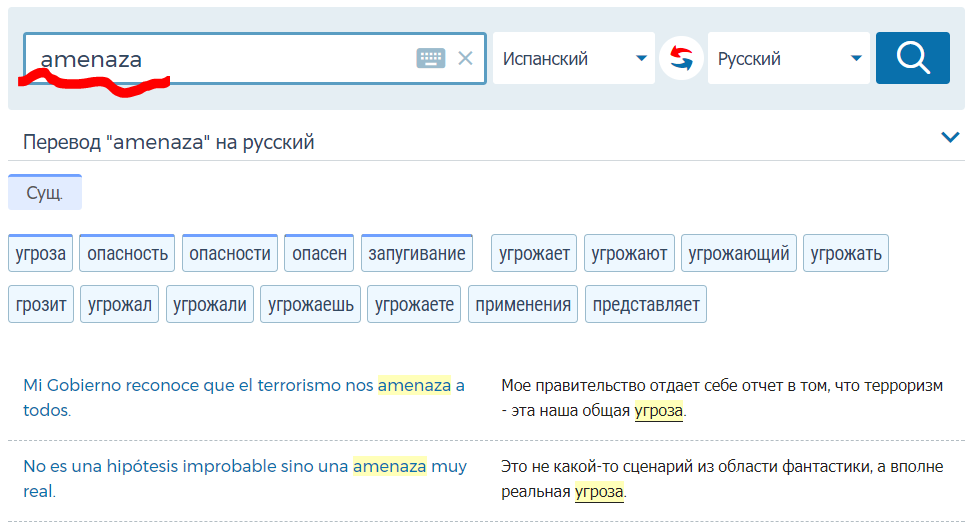 amenaza Испанский Русский
Перевод "amenaza" на русский
Сущ.
угроза опасность опасности опасен запугивание угрожает угрожают угрожающий угрожать
грозит угрожал угрожали угрожаешь угрожаете применения представляет
Mi Gobierno reconoce que el terrorismo nos amenaza a
todos.
Мое правительство отдает себе отчет в том, что терроризм
- эта наша общая угроза.
No es una hipótesis improbable sino una amenaza muy
real.
Это не какой-то сценарий из области фантастики, а вполне
реальная угроза.